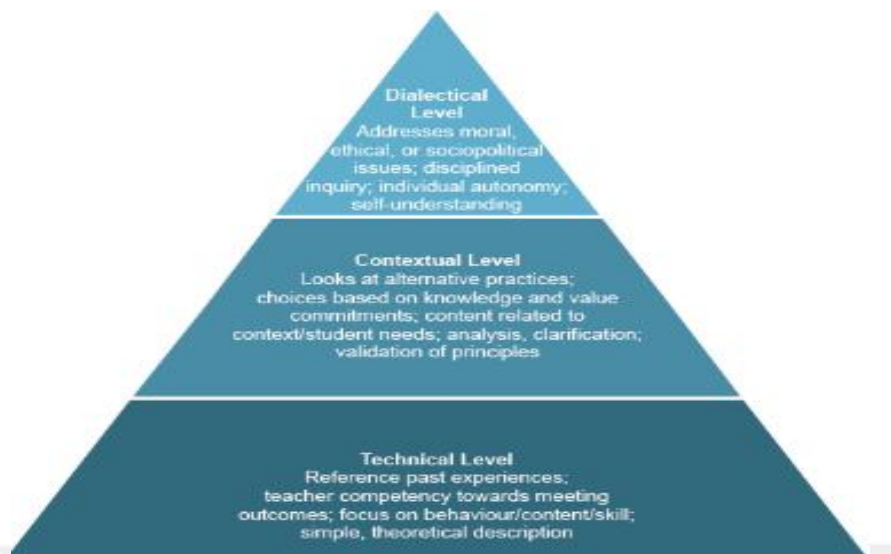 Dialectical
Level
Addresses moral,
ethical, or sociopolitical
issues; disciplined
inquiry; individual autonomy;
self-understanding
Contextual Level
Looks at alternative practices;
choices based on knowledge and value
commitments; content related to
context/student needs; analysis, clarification;
validation of principles
Technical Level
Reference past experiences;
teacher competency towards meeting
outcomes; focus on behaviour/content/skill;
simple, theoretical description